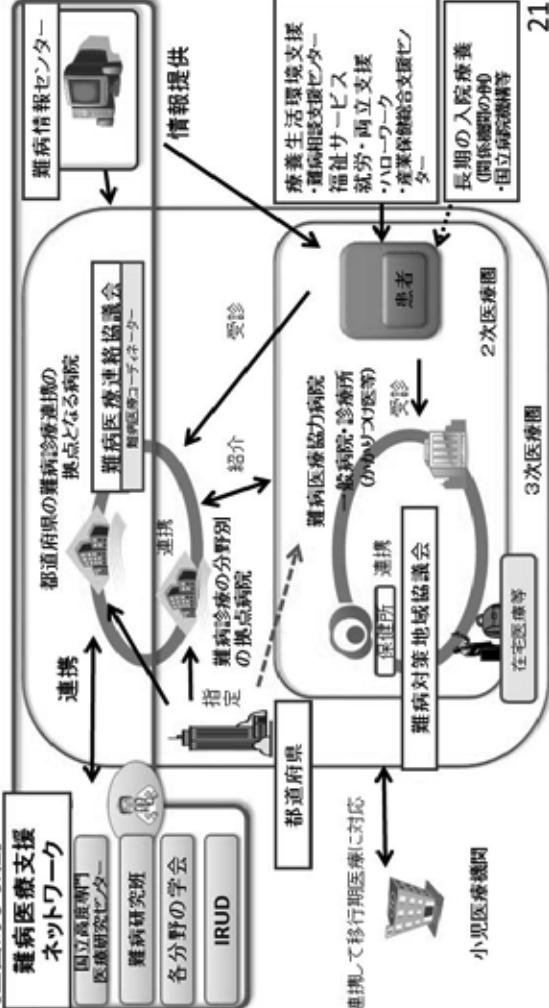 難病医療支援
ネットワーク
国立高度専門
医療研究センター
難病研究班
各分野の学会
IRUD
連携
都道府県の難病診療連携の
拠点となる病院
難病医療連絡協議会
難病診療コーディネーター
難病情報センター
情報提供
連携
難病診療の分野別
の拠点病院
指定
都道府県
紹介
受診
難病医療協力病院
一般病院・診療所
(かかりつけ医等)
保健所
連携
難病対策地域協議会
受診
患者
在宅医療等
2次医療圏
3次医療圏
療養生活環境支援
・難病相談支援センター
福祉サービス
就労・両立支援
・ハローワーク
・産業保健総合支援セン
ター
長期の入院療養
(関係機関の例)
・国立病院機構等
連携して移行期医療に対応
小児医療機関
21